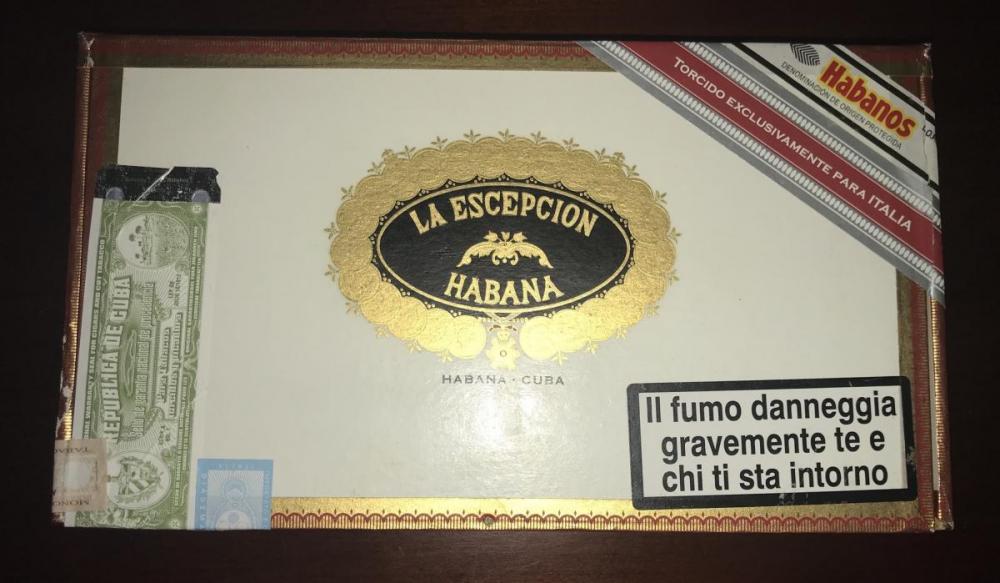 Habanos
DENOMINACIÓN DE ORIGEN PROTEGIDA
TORCIDO EXCLUSIVAMENTE PARA ITALIA
LA ESCEPCION
HABANA
HABANA · CUBA
REPUBLICA DE CUBA
Il fumo danneggia
gravemente te e
chi ti sta intorno
ITALIA